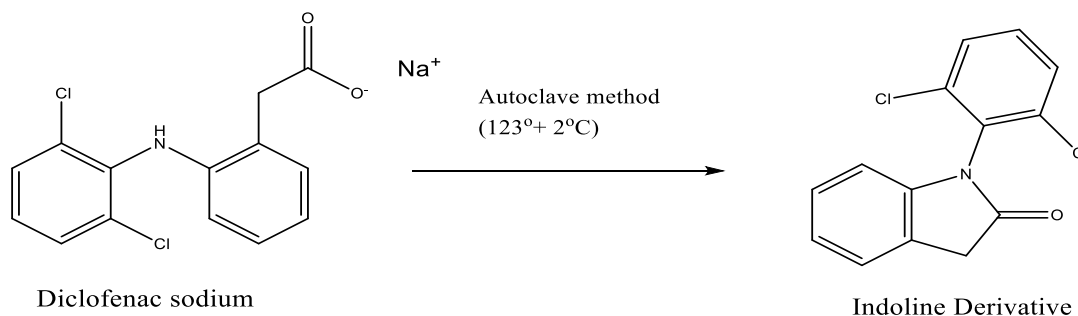 O
O⁻
Na⁺
Cl
H
N
Cl
Diclofenac sodium
Autoclave method
(123°+ 2°C)
Cl
C
N
O
Indoline Derivative